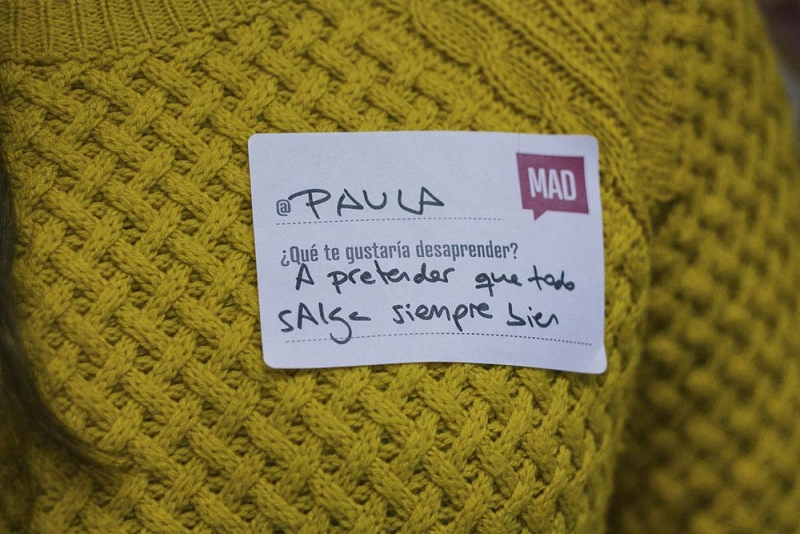 MAD
@PAULA
¿Qué te gustaría desaprender?
A pretender que todo
sAlga siempre bien